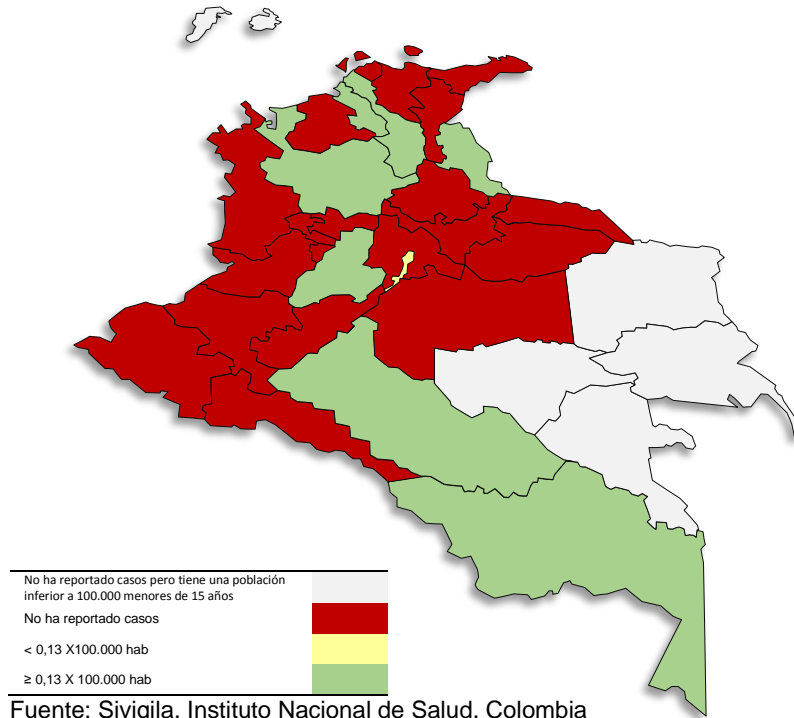 No ha reportado casos pero tiene una población
inferior a 100.000 menores de 15 años
No ha reportado casos
< 0,13 X100.000 hab
≥ 0,13 X 100.000 hab
Fuente: Sivigila, Instituto Nacional de Salud, Colombia